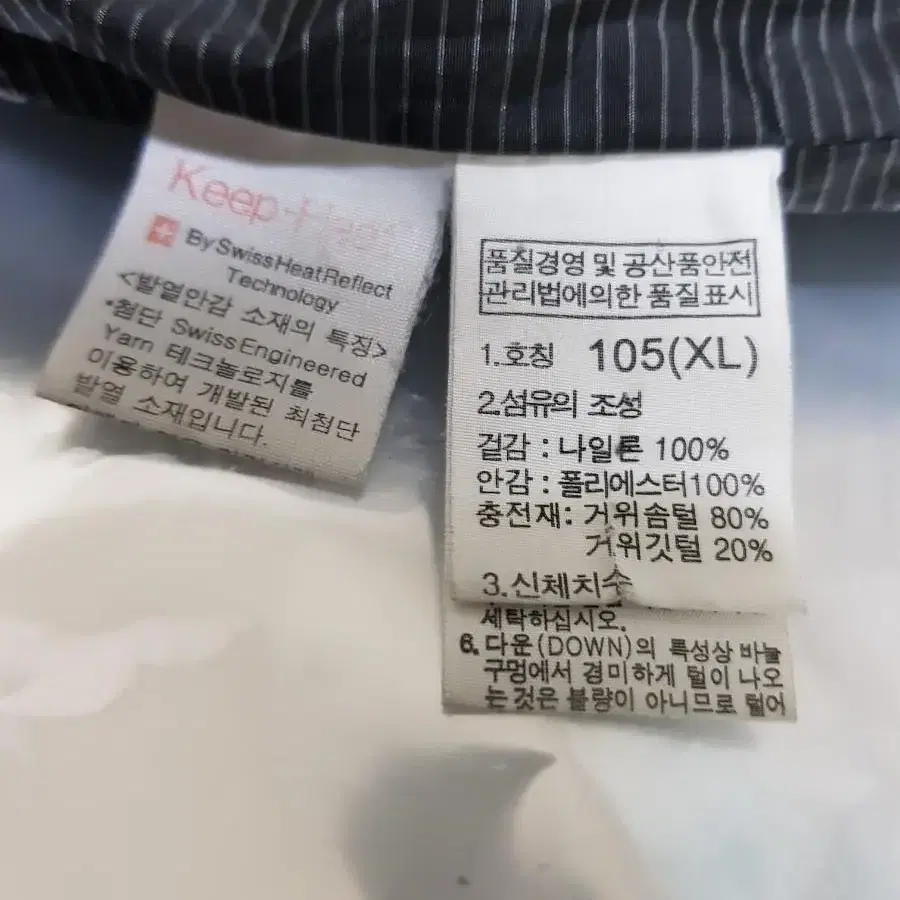 Keep+Heat
By SwissHeatReflect
Technology
<발열안감 소재의 특징>
*첨단 Swiss Engineered
Yarn 테크놀로지를
이용하여 개발된 최첨단
발열 소재입니다.
품질경영 및 공산품안전
관리법에의한 품질표시
1.호칭 105(XL)
2.섬유의 조성
겉감 : 나일론 100%
안감 : 폴리에스터100%
충전재: 거위솜털 80%
거위깃털 20%
3.신체치수
세탁하십시오.
6. 다운(DOWN)의 특성상 바늘
구멍에서 경미하게 털이 나오
는것은 불량이 아니므로 털어